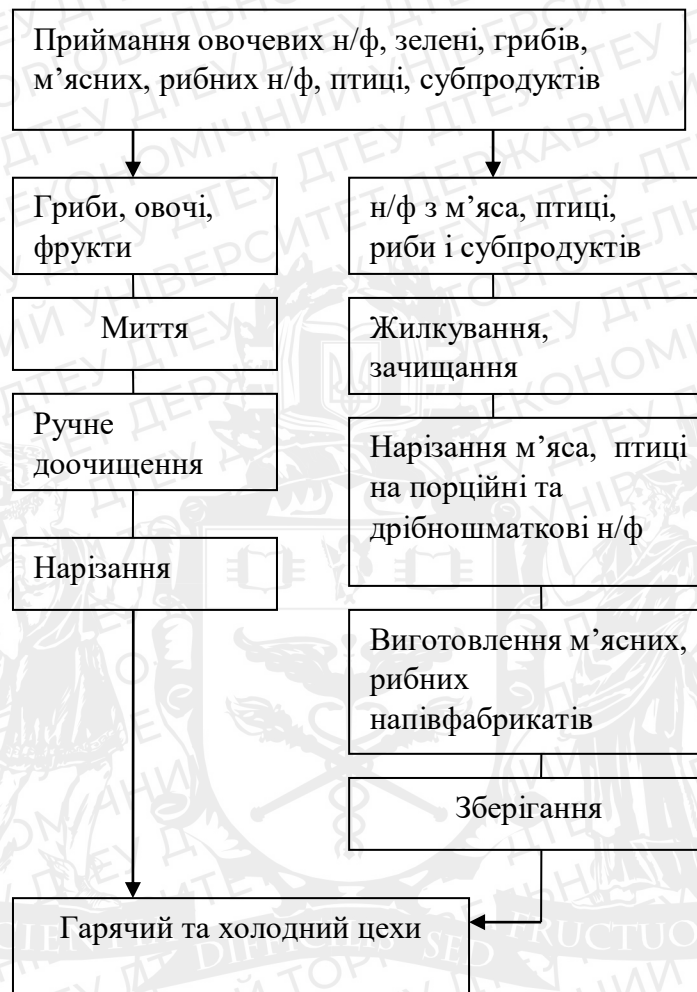 Приймання овочевих н/ф, зелені, грибів,
м’ясних, рибних н/ф, птиці, субпродуктів
Гриби, овочі,
фрукти
Миття
Ручне
доочищення
Нарізання
н/ф з м’яса, птиці,
риби і субпродуктів
Жилкування,
зачищання
Нарізання м’яса, птиці
на порційні та
дрібношматкові н/ф
Виготовлення м’ясних,
рибних
напівфабрикатів
Зберігання
Гарячий та холодний цехи